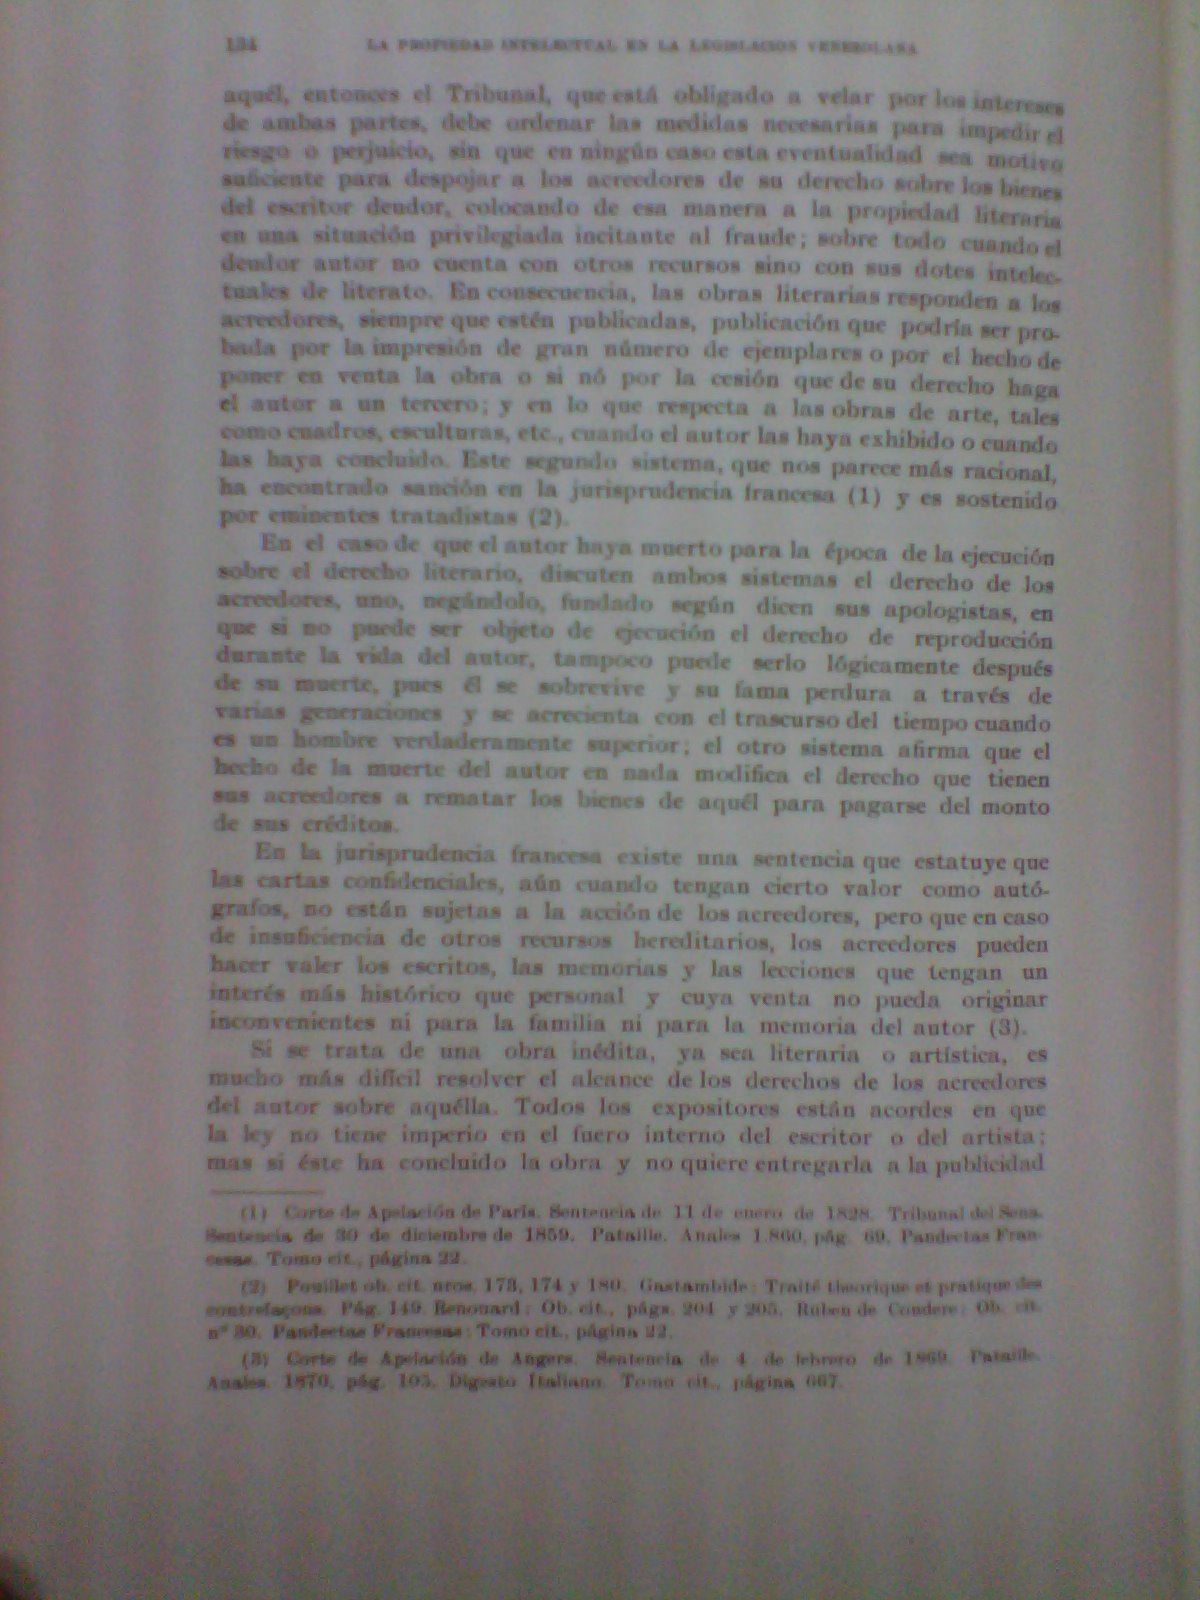 134 LA PROPIEDAD INTELECTUAL EN LA LEGISLACION VENEZOLANA
aquél, entonces el Tribunal, que está obligado a velar por los intereses
de ambas partes, debe ordenar las medidas necesarias para impedir el
riesgo o perjuicio, sin que en ningún caso esta eventualidad sea motivo
suficiente para despojar a los acreedores de su derecho sobre los bienes
del escritor deudor, colocando de esa manera a la propiedad literaria
en una situación privilegiada incitante al fraude; sobre todo cuando el
deudor autor no cuenta con otros recursos sino con sus dotes intelec-
tuales de literato. En consecuencia, las obras literarias responden a los
acreedores, siempre que estén publicadas, publicación que podría ser pro-
bada por la impresión de gran número de ejemplares o por el hecho de
poner en venta la obra o si nó por la cesión que de su derecho haga
el autor a un tercero; y en lo que respecta a las obras de arte, tales
como cuadros, esculturas, etc., cuando el autor las haya exhibido o cuando
las haya concluido. Este segundo sistema, que nos parece más racional,
ha encontrado sanción en la jurisprudencia francesa (1) y es sostenido
por eminentes tratadistas (2).
En el caso de que el autor haya muerto para la época de la ejecución
sobre el derecho literario, discuten ambos sistemas el derecho de los
acreedores, uno, negándolo, fundado según dicen sus apologistas, en
que si no puede ser objeto de ejecución el derecho de reproducción
durante la vida del autor, tampoco puede serlo lógicamente después
de su muerte, pues él se sobrevive y su fama perdura a través de
varias generaciones y se acrecienta con el trascurso del tiempo cuando
es un hombre verdaderamente superior; el otro sistema afirma que el
hecho de la muerte del autor en nada modifica el derecho que tienen
sus acreedores a rematar los bienes de aquél para pagarse del monto
de sus créditos.
En la jurisprudencia francesa existe una sentencia que estatuye que
las cartas confidenciales, aún cuando tengan cierto valor como autó-
grafos, no están sujetas a la acción de los acreedores, pero que en caso
de insuficiencia de otros recursos hereditarios, los acreedores pueden
hacer valer los escritos, las memorias y las lecciones que tengan un
interés más histórico que personal y cuya venta no pueda originar
inconvenientes ni para la familia ni para la memoria del autor (3).
Si se trata de una obra inédita, ya sea literaria o artística, es
mucho más difícil resolver el alcance de los derechos de los acreedores
del autor sobre aquélla. Todos los expositores están acordes en que
la ley no tiene imperio en el fuero interno del escritor o del artista;
mas si éste ha concluido la obra y no quiere entregarla a la publicidad
(1) Corte de Apelación de París. Sentencia de 11 de enero de 1828. Tribunal del Sena.
Sentencia de 30 de diciembre de 1859. Pataille. Anales 1.860, pág. 69. Pandectas Fran-
cesas. Tomo cit., página 22.
(2) Pouillet ob. cit. nros. 173, 174 y 180. Gastambide: Traité theorique et pratique des
contrefaçons. Pág. 149. Renouard: Ob. cit., págs. 204 y 205. Ruben de Coudere: Ob. cit.
nº 30. Pandectas Francesas: Tomo cit., página 22.
(3) Corte de Apelación de Angers. Sentencia de 4 de febrero de 1869. Pataille.
Anales. 1870, pág. 105. Digesto Italiano. Tomo cit., página 667.